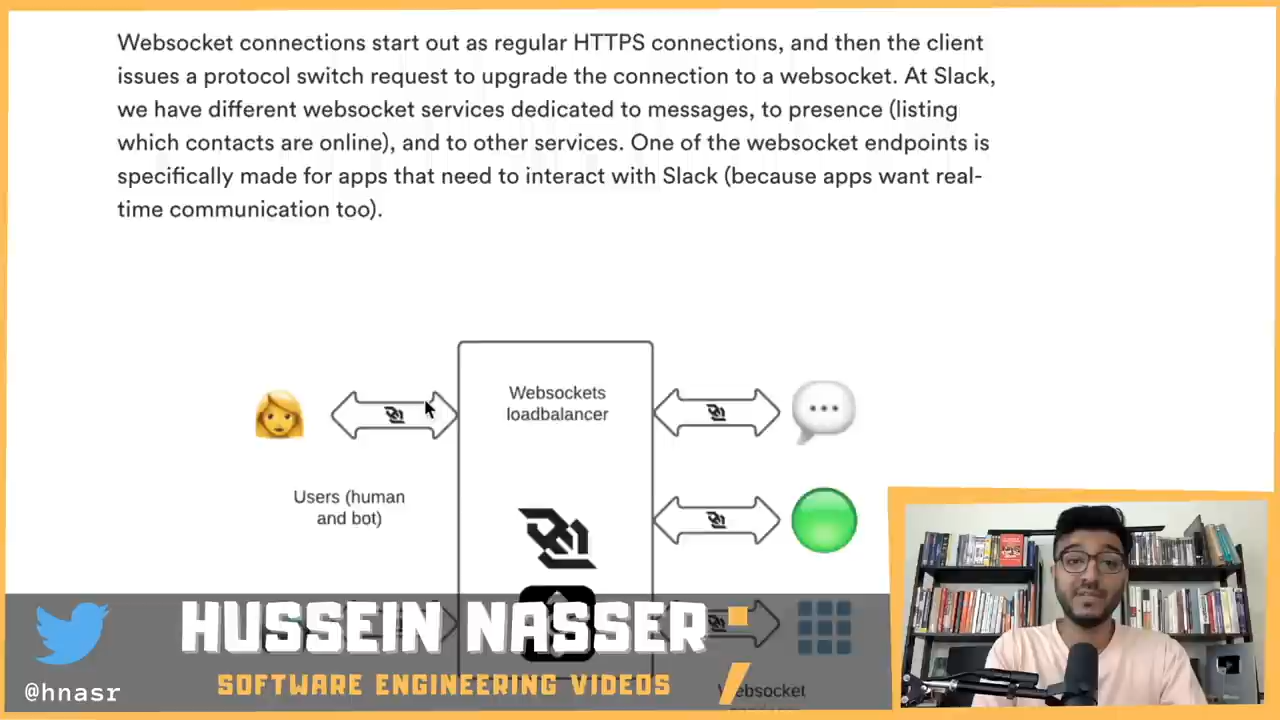 Websocket connections start out as regular HTTPS connections, and then the client
issues a protocol switch request to upgrade the connection to a websocket. At Slack,
we have different websocket services dedicated to messages, to presence (listing
which contacts are online), and to other services. One of the websocket endpoints is
specifically made for apps that need to interact with Slack (because apps want real-
time communication too).
Websockets
loadbalancer
Users (human
and bot)
HUSSEIN NASSER
SOFTWARE ENGINEERING VIDEOS
@hnasr
Websocket